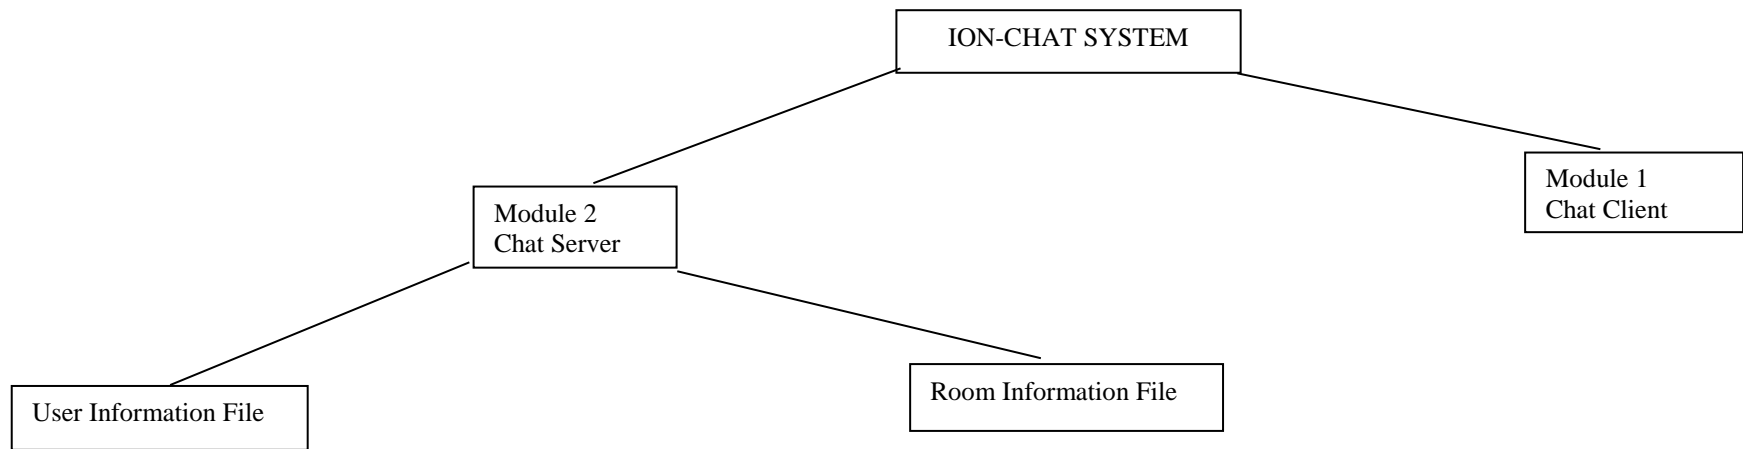 ION-CHAT SYSTEM
Module 1
Chat Client
Module 2
Chat Server
Room Information File
User Information File